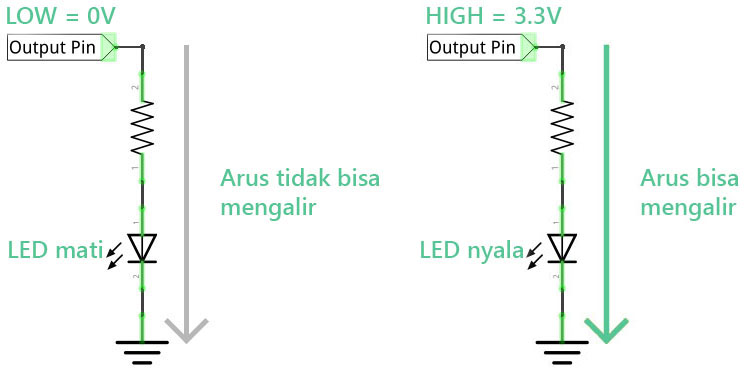 LOW = 0V
Output Pin
2
1
Arus tidak bisa
mengalir
1
LED mati
2
HIGH = 3.3V
Output Pin
2
1
Arus bisa
mengalir
1
LED nyala
2